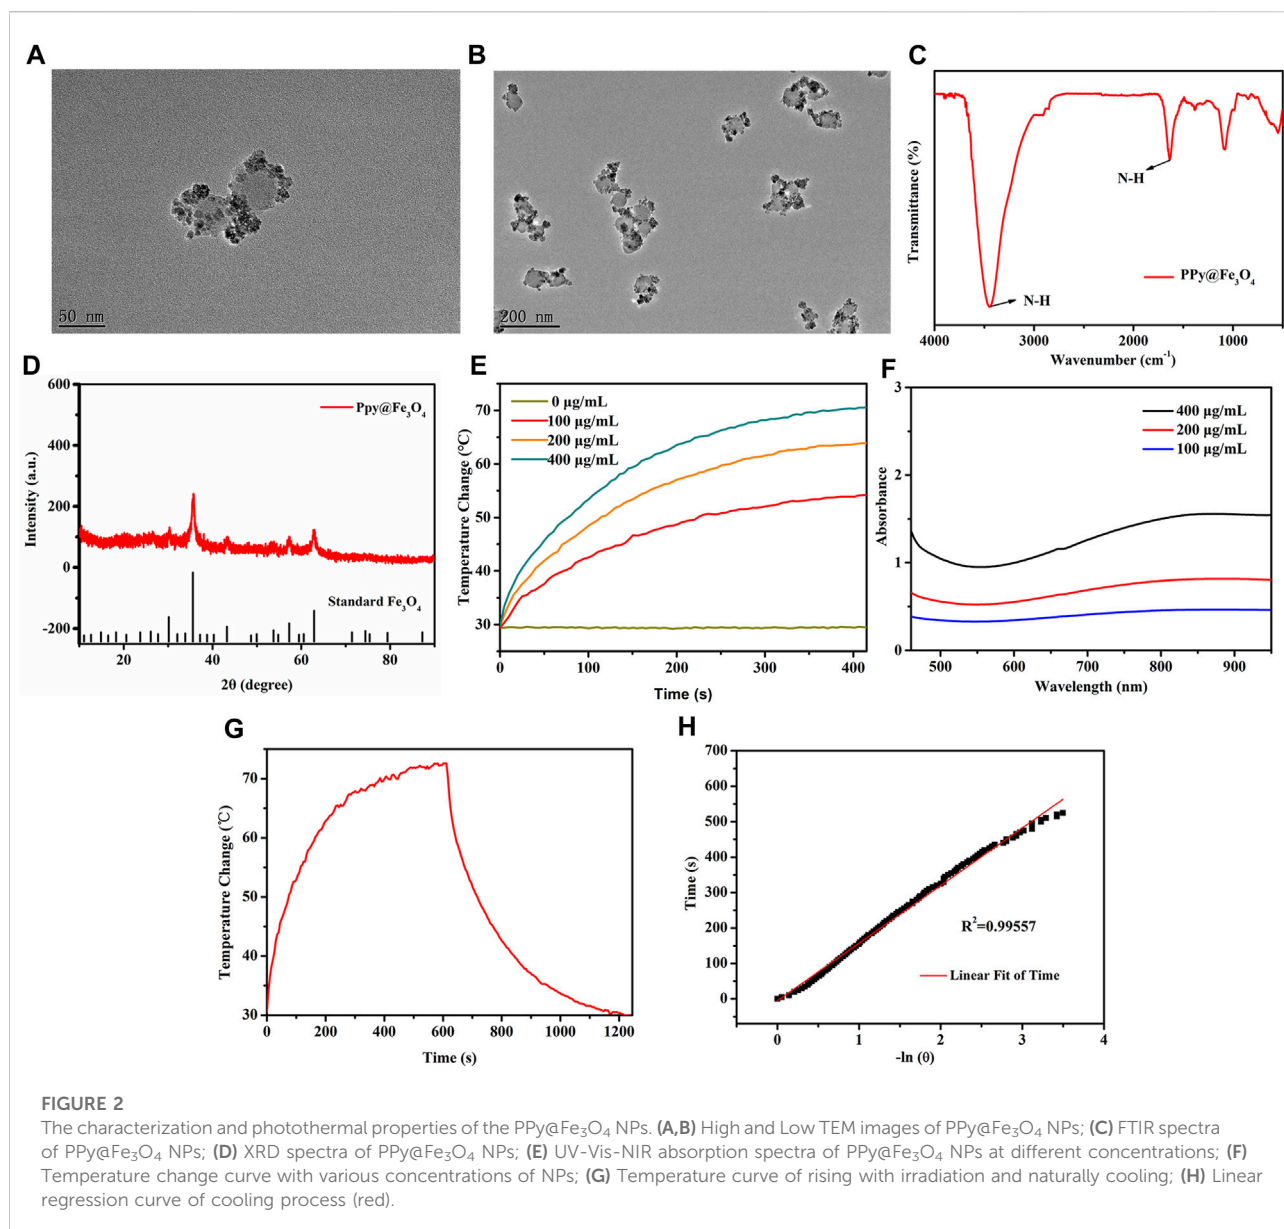 A
50 nm
B
200 nm
C
Transmittance (%)
N-H
N-H
PPy@Fe₃O₄
4000 3000 2000 1000
Wavenumber (cm⁻¹)
D
600
400
200
0
-200
Intensity (a.u.)
Ppy@Fe₃O₄
Standard Fe₃O₄
20 40 60 80
2θ (degree)
E
70
60
50
40
30
Temperature Change (°C)
0 μg/mL
100 μg/mL
200 μg/mL
400 μg/mL
0 100 200 300 400
Time (s)
F
3
2
1
0
Absorbance
400 μg/mL
200 μg/mL
100 μg/mL
500 600 700 800 900
Wavelength (nm)
G
70
50
40
30
Temperature Change (℃)
0 200 400 600 800 1000 1200
Time (s)
H
700
600
500
400
300
200
100
0
Time (s)
R²=0.99557
Linear Fit of Time
0 1 2 3 4
-ln (θ)
FIGURE 2
The characterization and photothermal properties of the PPy@Fe₃O₄ NPs. (A,B) High and Low TEM images of PPy@Fe₃O₄ NPs; (C) FTIR spectra
of PPy@Fe₃O₄ NPs; (D) XRD spectra of PPy@Fe₃O₄ NPs; (E) UV-Vis-NIR absorption spectra of PPy@Fe₃O₄ NPs at different concentrations; (F)
Temperature change curve with various concentrations of NPs; (G) Temperature curve of rising with irradiation and naturally cooling; (H) Linear
regression curve of cooling process (red).